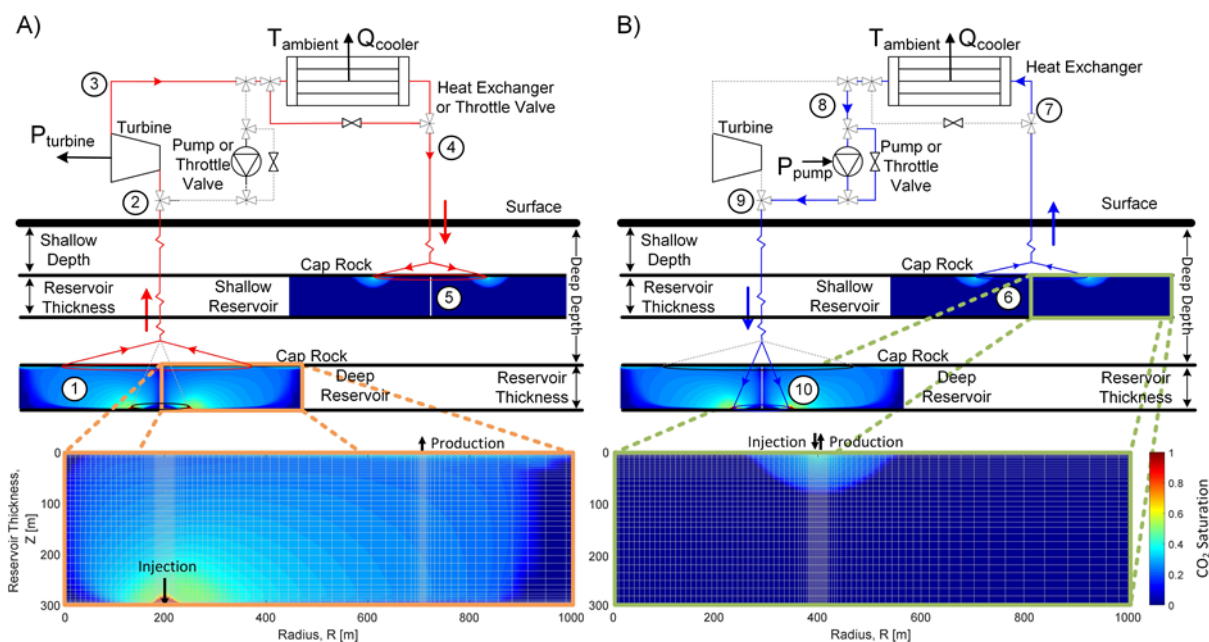 A)
T ambient
Q cooler
3
Heat Exchanger
or Throttle Valve
P turbine
Turbine
Pump or
Throttle
Valve
4
2
Surface
Shallow
Depth
Cap Rock
Deep Depth
Reservoir
Thickness
Shallow
Reservoir
5
Cap Rock
1
Deep
Reservoir
Reservoir
Thickness
Production
Injection
Reservoir Thickness,
Z [m]
0
100
200
300
0
200
400
600
800
1000
Radius, R [m]
B)
T ambient
Q cooler
Heat Exchanger
8
7
Turbine
Pump or
Throttle
Valve
P pump
9
Surface
Shallow
Depth
Cap Rock
Deep Depth
Reservoir
Thickness
Shallow
Reservoir
6
Cap Rock
10
Deep
Reservoir
Reservoir
Thickness
Injection
Production
0
100
200
300
0
200
400
600
800
1000
Radius, R [m]
1
0.8
0.6
0.4
0.2
0
CO2 Saturation